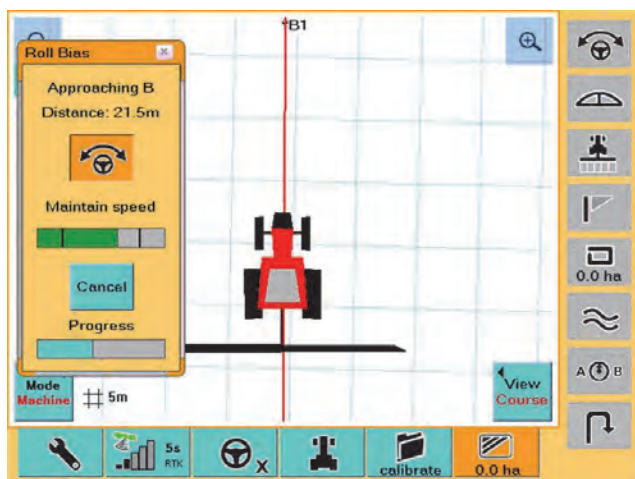 B1
Roll Bias
Approaching B
Distance: 21.5m
Maintain speed
Cancel
Progress
Mode
Machine
5m
View
Course
0.0 ha
A B
5s
RTK
X
calibrate
0.0 ha